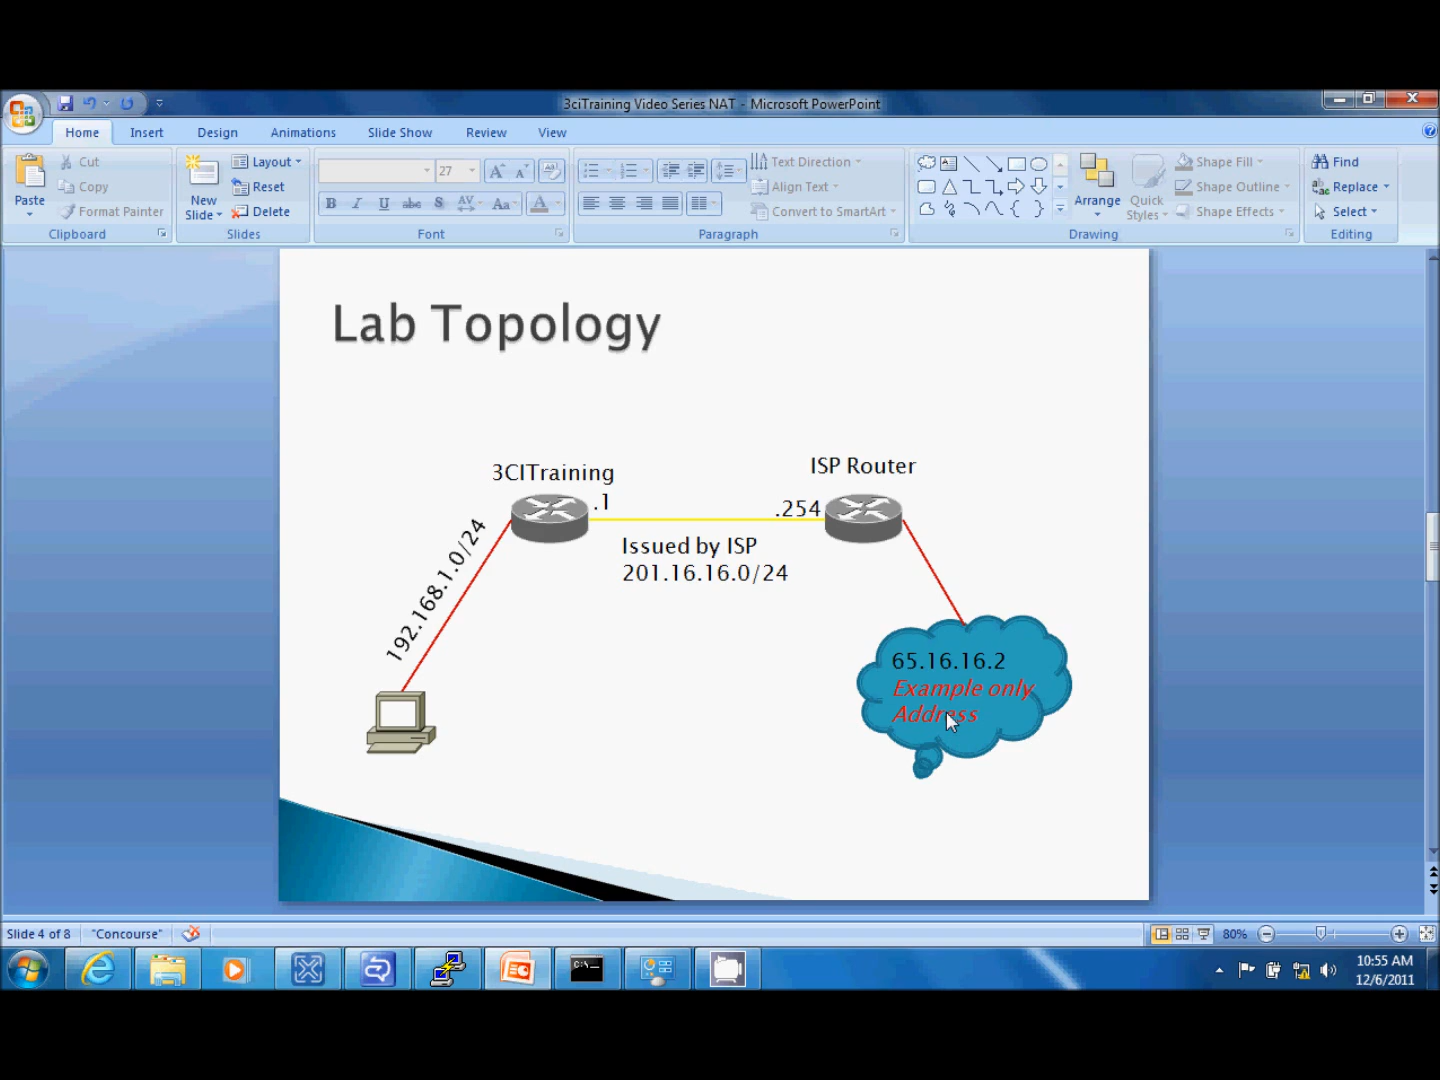 3ciTraining Video Series NAT - Microsoft PowerPoint
Home Insert Design Animations Slide Show Review View
Paste
Cut
Copy
Format Painter
Clipboard
New
Slide
Layout
Reset
Delete
Slides
27
B I U abc S AV Aa A
Font
Text Direction
Align Text
Convert to SmartArt
Paragraph
Arrange
Quick
Styles
Shape Fill
Shape Outline
Shape Effects
Drawing
Find
Replace
Select
Editing
Lab Topology
3CITraining
ISP Router
.1
.254
192.168.1.0/24
Issued by ISP
201.16.16.0/24
65.16.16.2
Example only
Address
Slide 4 of 8 "Concourse" 80%
C:\_
10:55 AM
12/6/2011